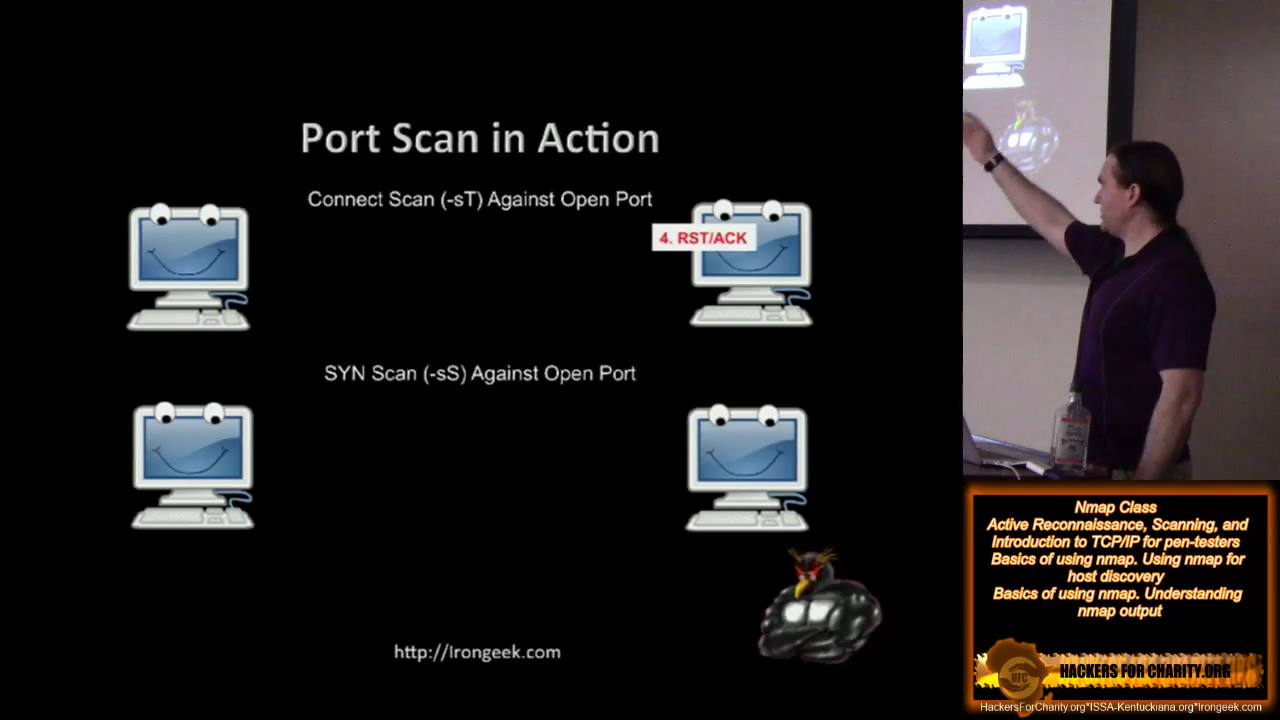 Port Scan in Action
Connect Scan (-sT) Against Open Port
4. RST/ACK
SYN Scan (-sS) Against Open Port
http://Irongeek.com
Nmap Class
Active Reconnaissance, Scanning, and
Introduction to TCP/IP for pen-testers
Basics of using nmap. Using nmap for
host discovery
Basics of using nmap. Understanding
nmap output
HFC
HACKERS FOR CHARITY.ORG
HackersForCharity.org*ISSA-Kentuckiana.org*Irongeek.com